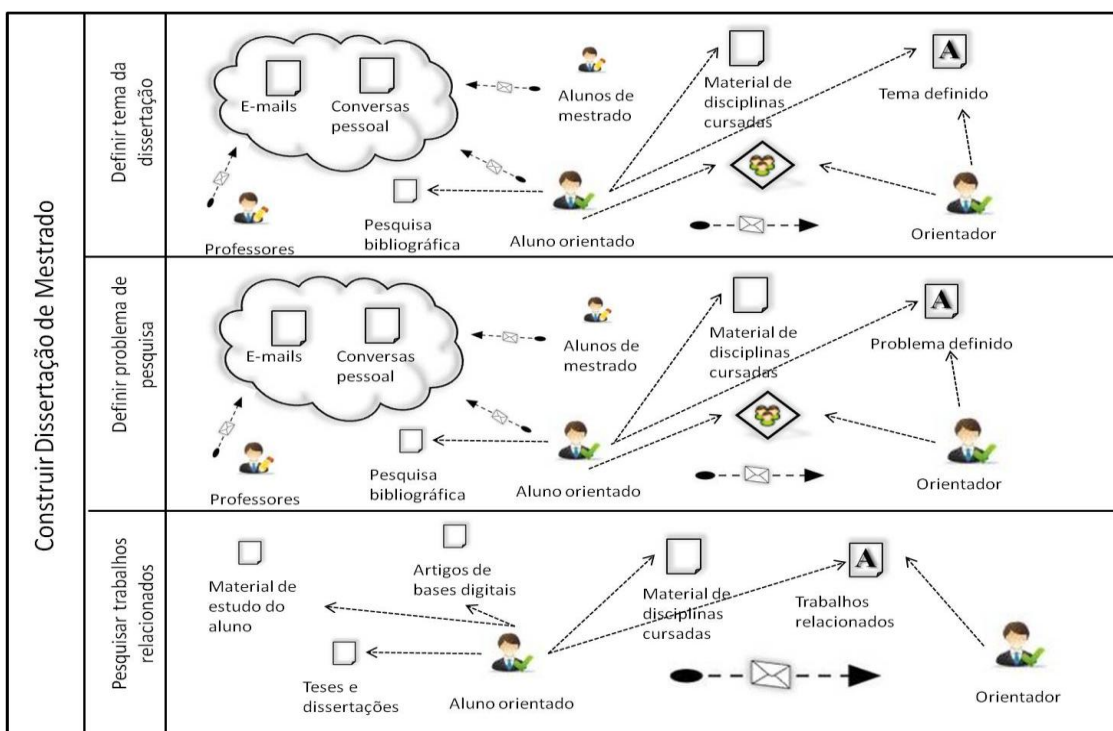 Construir Dissertação de Mestrado
Definir tema da
dissertação
E-mails
Conversas
pessoal
Alunos de
mestrado
Material de
disciplinas
cursadas
A
Tema definido
Professores
Pesquisa
bibliográfica
Aluno orientado
Orientador
Definir problema de
pesquisa
E-mails
Conversas
pessoal
Alunos de
mestrado
Material de
disciplinas
cursadas
A
Problema definido
Professores
Pesquisa
bibliográfica
Aluno orientado
Orientador
Pesquisar trabalhos
relacionados
Material de
estudo do
aluno
Artigos de
bases digitais
Material de
disciplinas
cursadas
A
Trabalhos
relacionados
Teses e
dissertações
Aluno orientado
Orientador